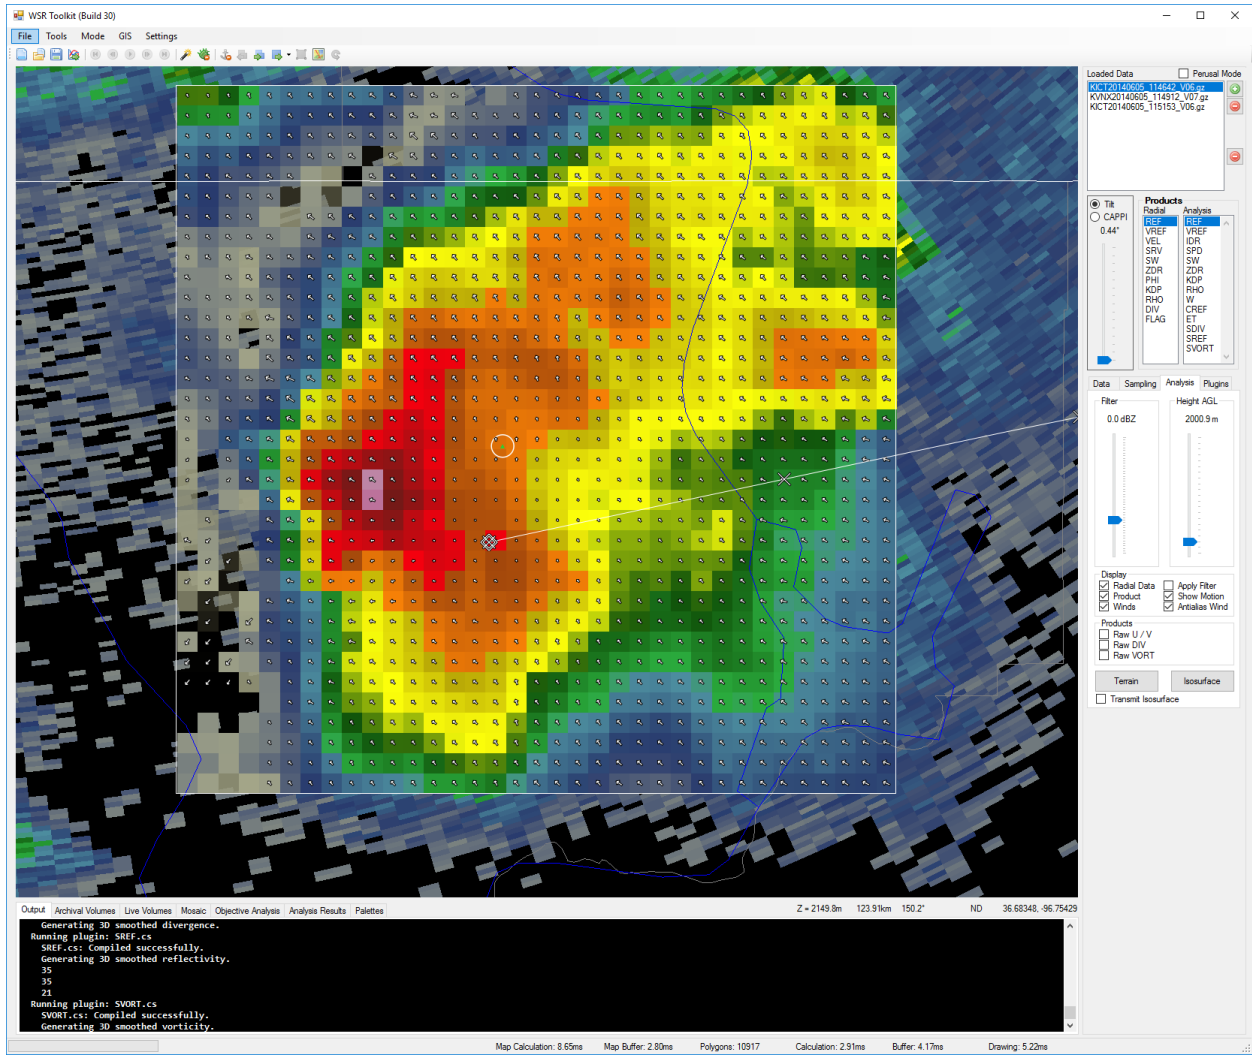 WSR Toolkit (Build 30)
File Tools Mode GIS Settings
Loaded Data Perusal Mode
KICT20140605_114642_V06.gz
KVNX20140605_114912_V07.gz
KICT20140605_115153_V06.gz
Tilt
CAPPI
0.44°
Products
Radial Analysis
REF REF
VREF VREF
VEL IDR
SRV SPD
SW SW
ZDR ZDR
PHI KDP
KDP RHO
RHO W
DIV CREF
FLAG ET
SDIV
SREF
SVORT
Data Sampling Analysis Plugins
Filter Height AGL
0.0 dBZ 2000.9 m
Display
Radial Data Apply Filter
Product Show Motion
Winds Antialias Wind
Products
Raw U / V
Raw DIV
Raw VORT
Terrain Isosurface
Transmit Isosurface
Output Archival Volumes Live Volumes Mosaic Objective Analysis Analysis Results Palettes Z = 2149.8m 123.91km 150.2° ND 36.68348, -96.75429
Generating 3D smoothed divergence.
Running plugin: SREF.cs
SREF.cs: Compiled successfully.
Generating 3D smoothed reflectivity.
35
35
21
Running plugin: SVORT.cs
SVORT.cs: Compiled successfully.
Generating 3D smoothed vorticity.
Map Calculation: 8.65ms Map Buffer: 2.80ms Polygons: 10917 Calculation: 2.91ms Buffer: 4.17ms Drawing: 5.22ms